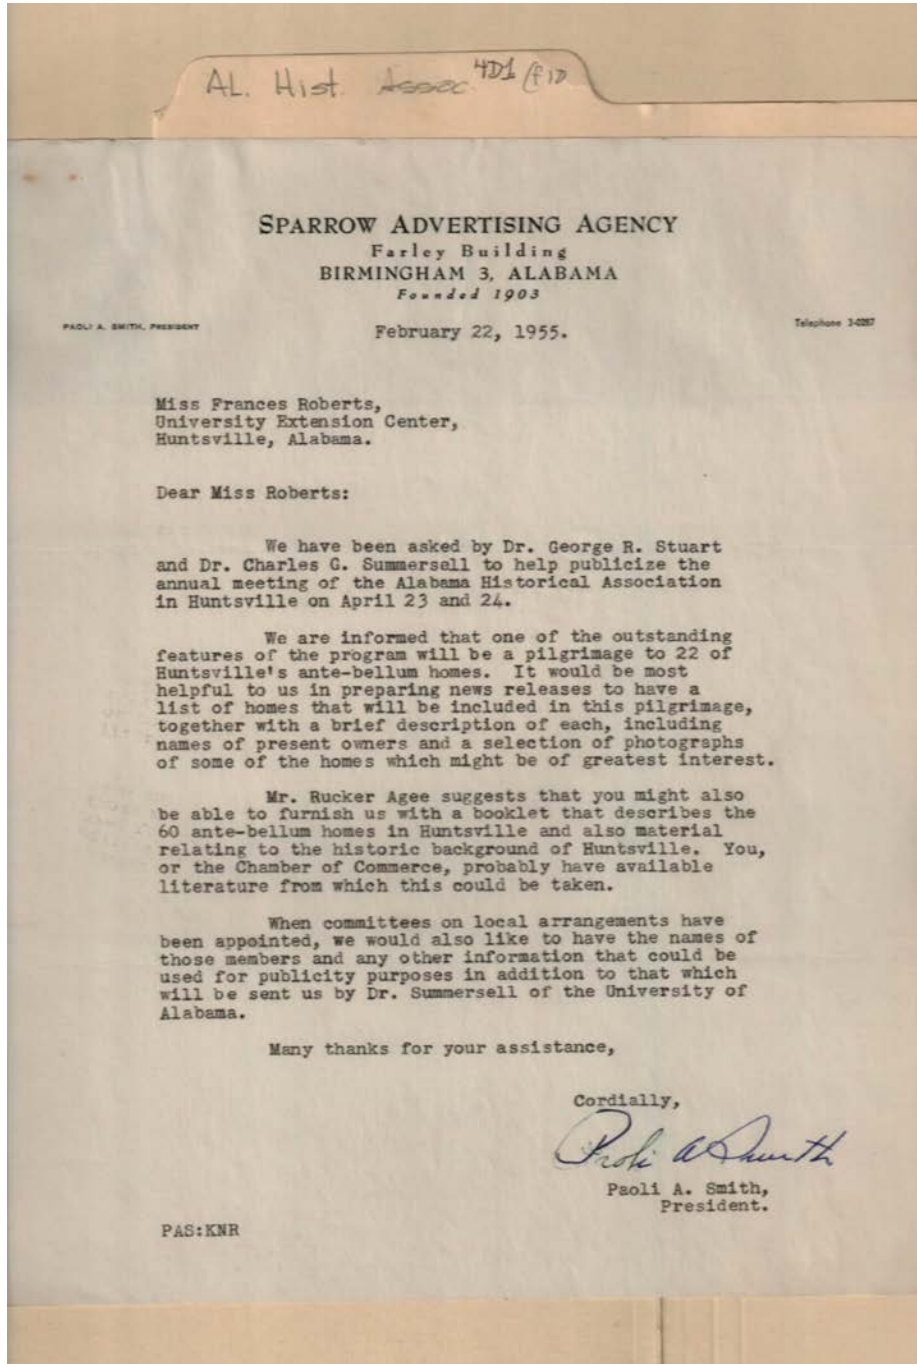 AL. Hist. Assoc. 4D1 (f10
SPARROW ADVERTISING AGENCY
Farley Building
BIRMINGHAM 3, ALABAMA
Founded 1903
PAOLI A. SMITH, PRESIDENT
Telephone 3-0287
February 22, 1955.
Miss Frances Roberts,
University Extension Center,
Huntsville, Alabama.
Dear Miss Roberts:
We have been asked by Dr. George R. Stuart
and Dr. Charles G. Summersell to help publicize the
annual meeting of the Alabama Historical Association
in Huntsville on April 23 and 24.
We are informed that one of the outstanding
features of the program will be a pilgrimage to 22 of
Huntsville's ante-bellum homes. It would be most
helpful to us in preparing news releases to have a
list of homes that will be included in this pilgrimage,
together with a brief description of each, including
names of present owners and a selection of photographs
of some of the homes which might be of greatest interest.
Mr. Rucker Agee suggests that you might also
be able to furnish us with a booklet that describes the
60 ante-bellum homes in Huntsville and also material
relating to the historic background of Huntsville. You,
or the Chamber of Commerce, probably have available
literature from which this could be taken.
When committees on local arrangements have
been appointed, we would also like to have the names of
those members and any other information that could be
used for publicity purposes in addition to that which
will be sent us by Dr. Summersell of the University of
Alabama.
Many thanks for your assistance,
Cordially,
Paoli A Smith
Paoli A. Smith,
President.
PAS:KNR